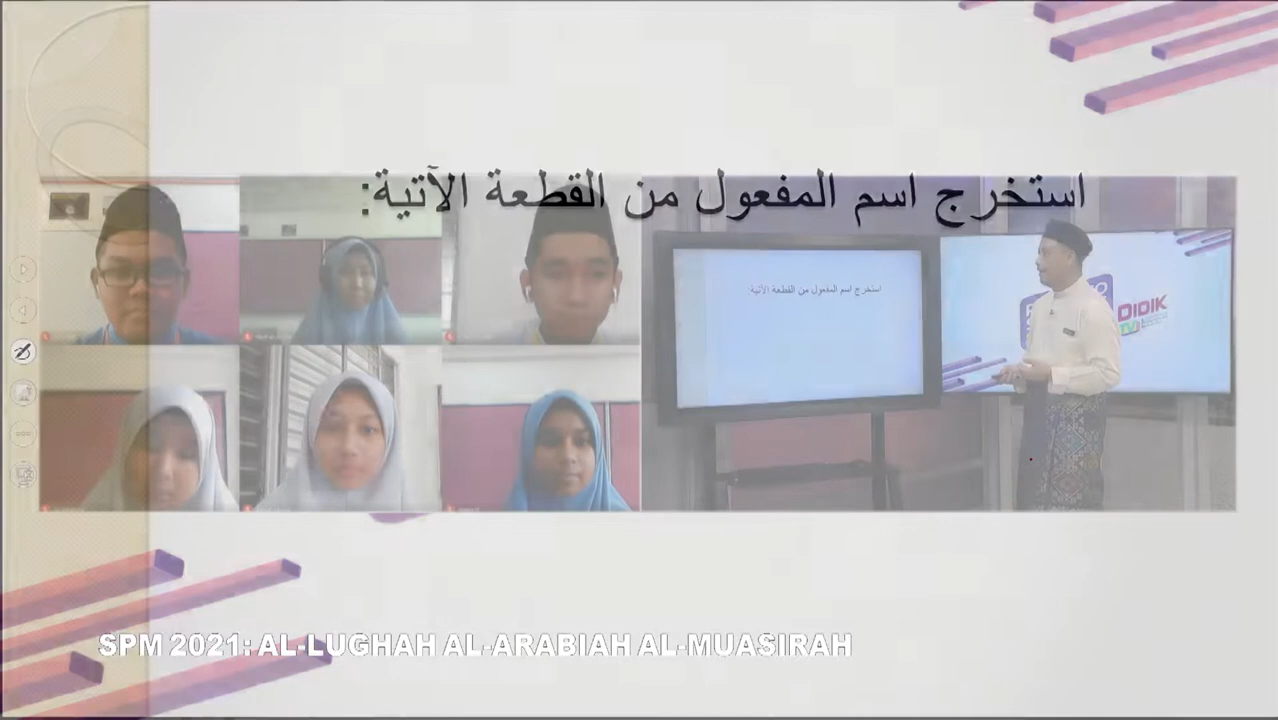 استخرج اسم المفعول من القطعة الآتية:
استخرج اسم المفعول من القطعة الآتية:
DIDIK
TV
SPM 2021: AL-LUGHAH AL-ARABIAH AL-MUASIRAH